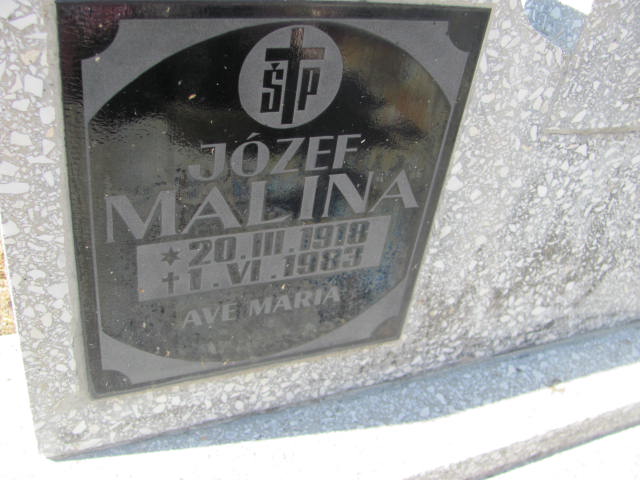 ŚP
JÓZEF
MALINA
* 20.III.1918
✝ 1.VI.1983
AVE MARIA